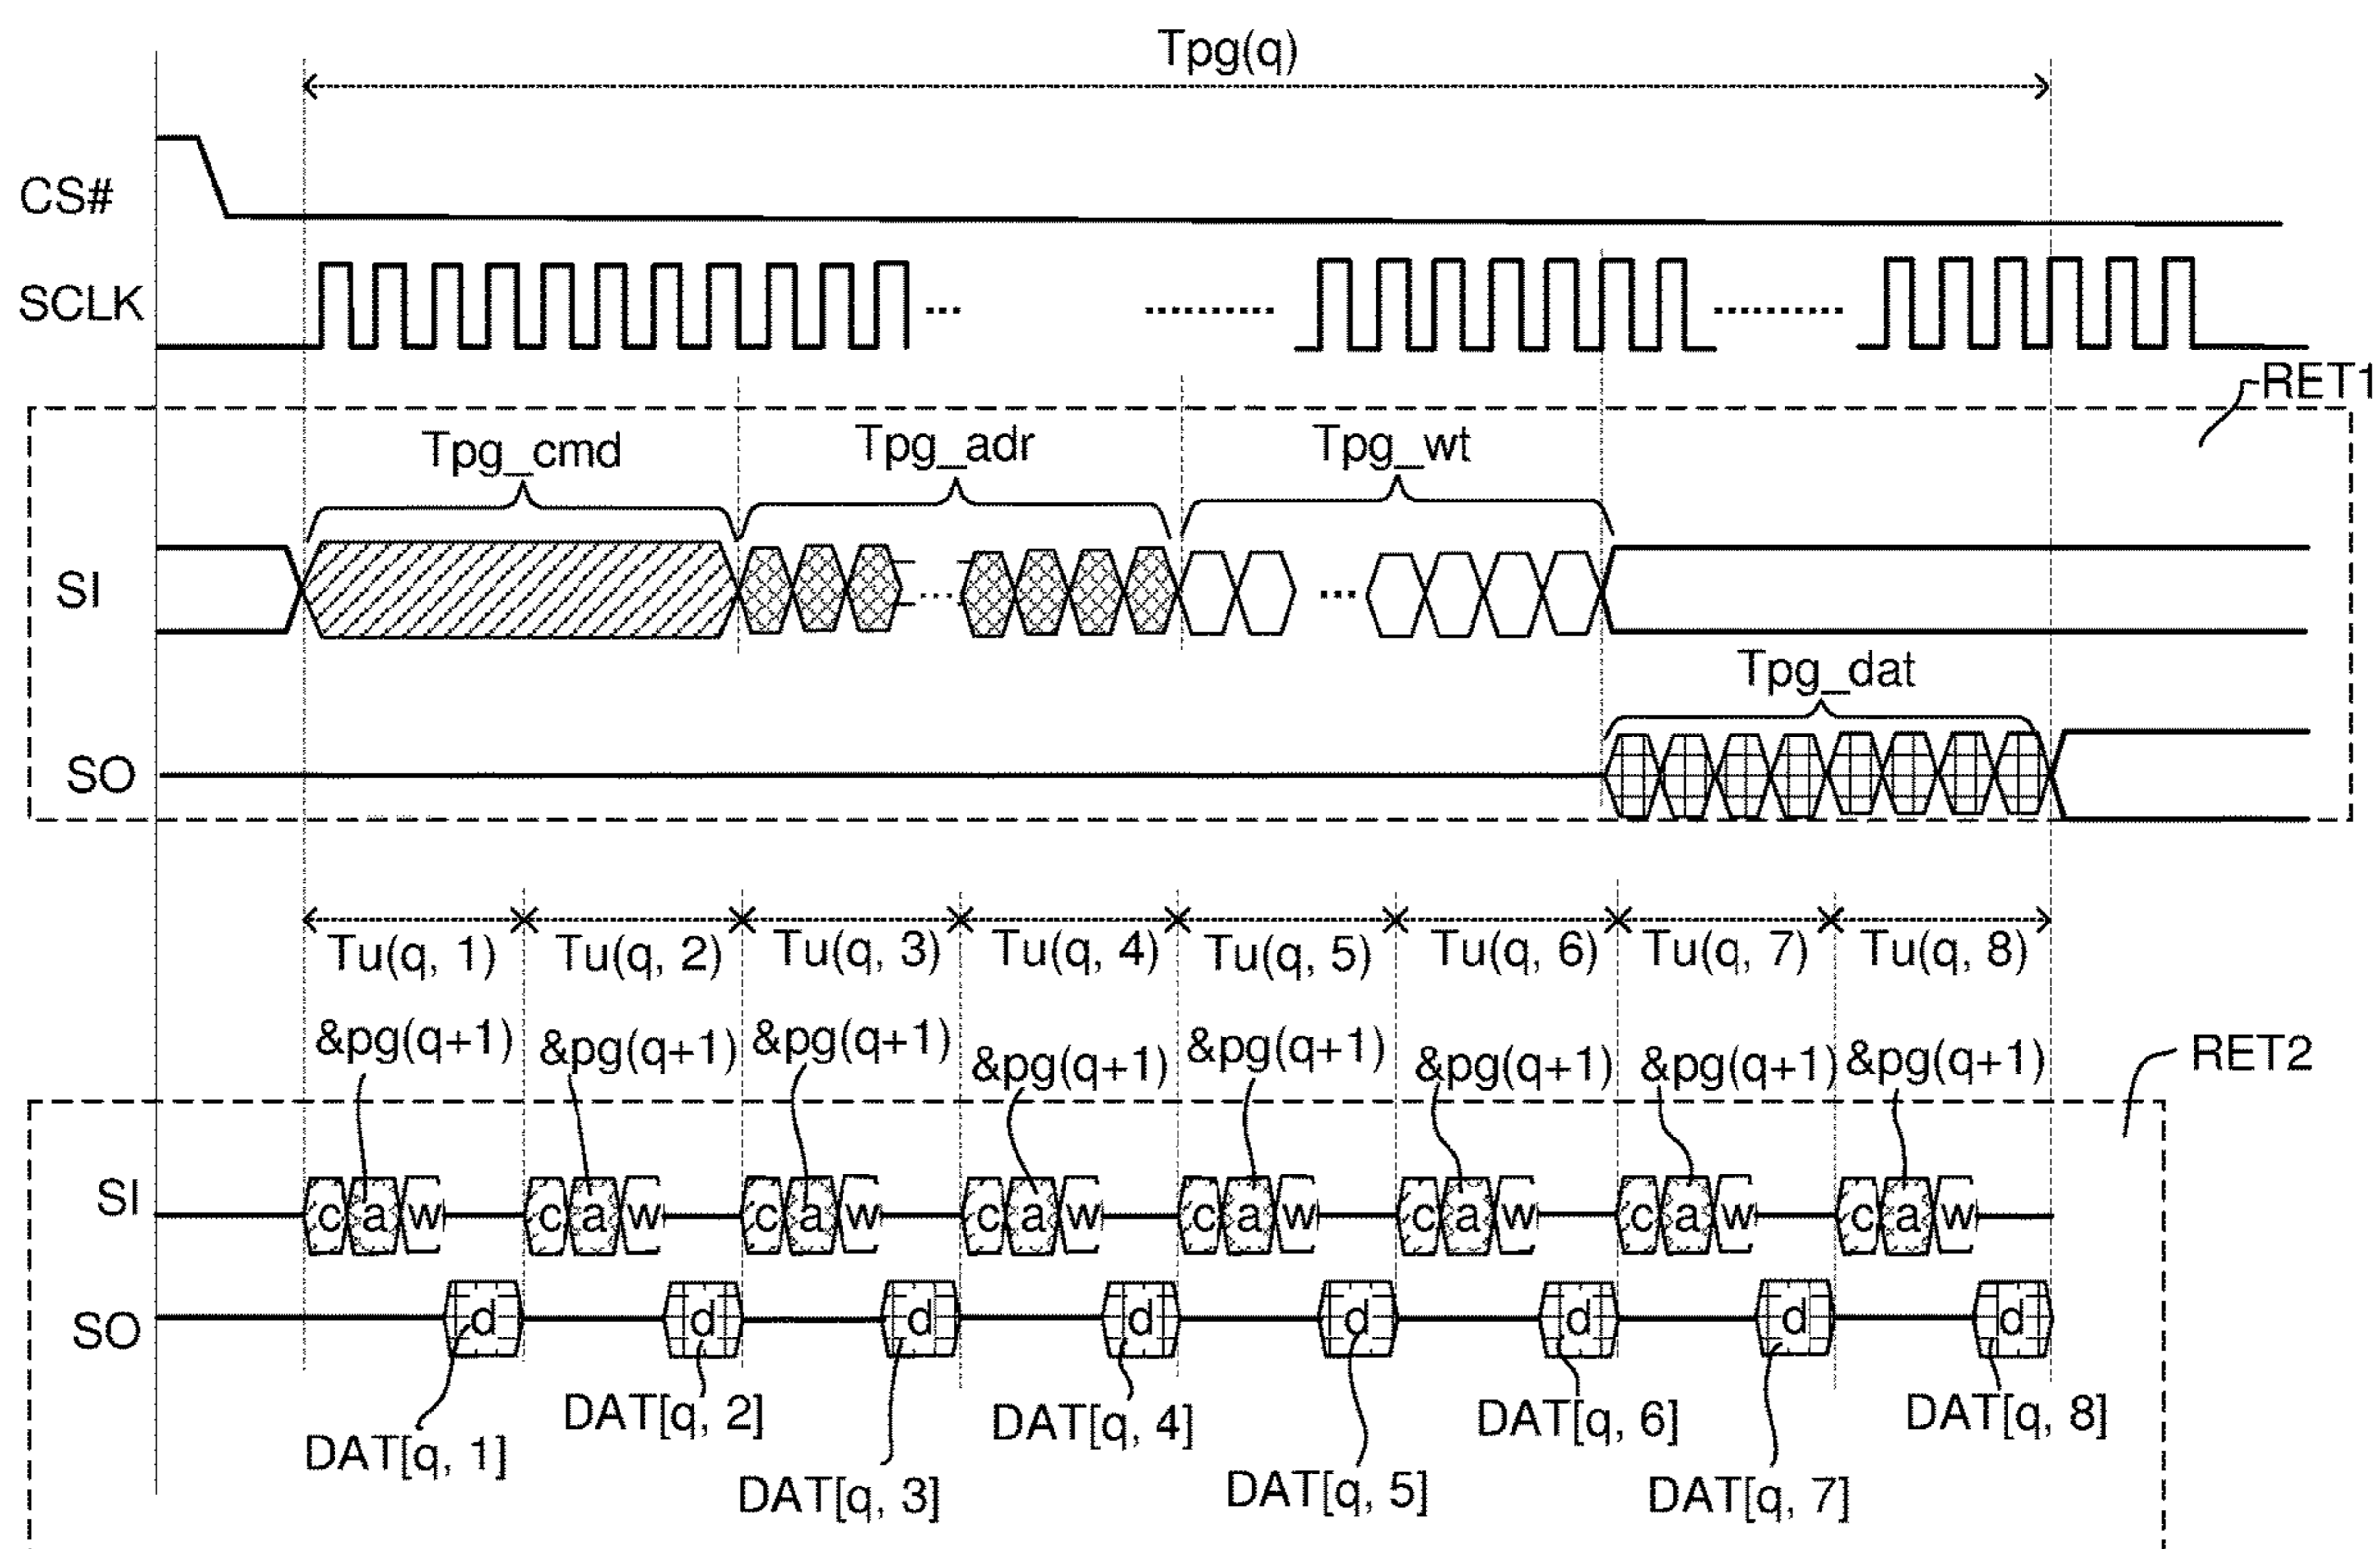 Tpg(q)
CS#
SCLK
RET1
Tpg_cmd
Tpg_adr
Tpg_wt
SI
Tpg_dat
SO
Tu(q, 1) Tu(q, 2) Tu(q, 3) Tu(q, 4) Tu(q, 5) Tu(q, 6) Tu(q, 7) Tu(q, 8)
&pg(q+1) &pg(q+1) &pg(q+1) &pg(q+1) &pg(q+1) &pg(q+1) &pg(q+1) &pg(q+1)
RET2
SI c a w c a w c a w c a w c a w c a w c a w c a w
SO d d d d d d d d
DAT[q, 1] DAT[q, 2] DAT[q, 3] DAT[q, 4] DAT[q, 5] DAT[q, 6] DAT[q, 7] DAT[q, 8]